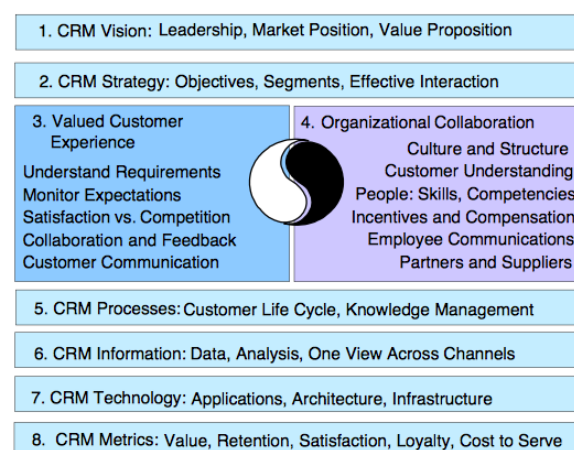 1. CRM Vision: Leadership, Market Position, Value Proposition
2. CRM Strategy: Objectives, Segments, Effective Interaction
3. Valued Customer
Experience
Understand Requirements
Monitor Expectations
Satisfaction vs. Competition
Collaboration and Feedback
Customer Communication
4. Organizational Collaboration
Culture and Structure
Customer Understanding
People: Skills, Competencies
Incentives and Compensation
Employee Communications
Partners and Suppliers
5. CRM Processes: Customer Life Cycle, Knowledge Management
6. CRM Information: Data, Analysis, One View Across Channels
7. CRM Technology: Applications, Architecture, Infrastructure
8. CRM Metrics: Value, Retention, Satisfaction, Loyalty, Cost to Serve